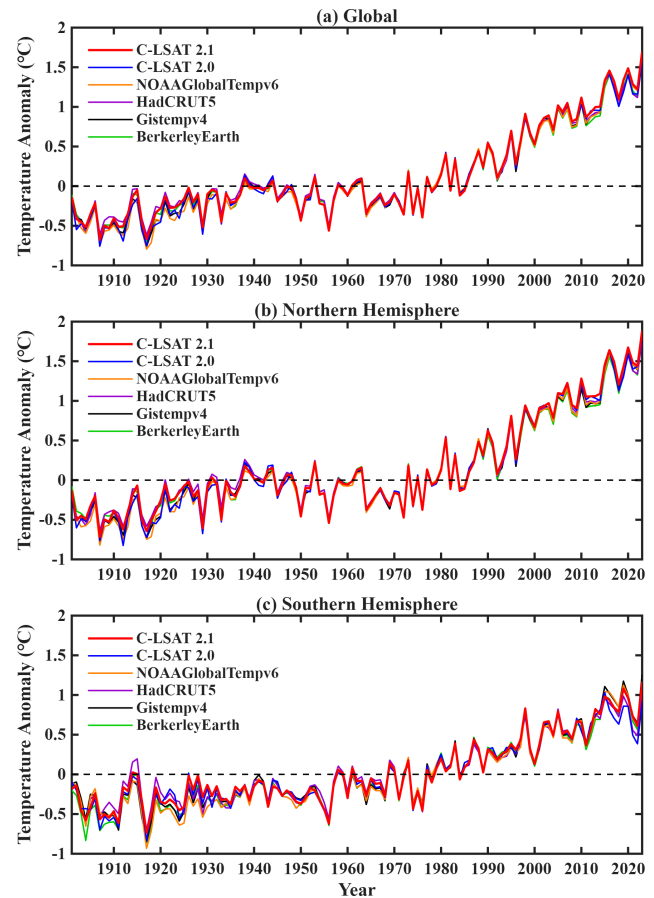 (a) Global
Temperature Anomaly (°C)
2
1.5
1
0.5
0
-0.5
-1
C-LSAT 2.1
C-LSAT 2.0
NOAAGlobalTempv6
HadCRUT5
Gistempv4
BerkerleyEarth
1910 1920 1930 1940 1950 1960 1970 1980 1990 2000 2010 2020
(b) Northern Hemisphere
Temperature Anomaly (°C)
2
1.5
1
0.5
0
-0.5
-1
C-LSAT 2.1
C-LSAT 2.0
NOAAGlobalTempv6
HadCRUT5
Gistempv4
BerkerleyEarth
1910 1920 1930 1940 1950 1960 1970 1980 1990 2000 2010 2020
(c) Southern Hemisphere
Temperature Anomaly (°C)
2
1.5
1
0.5
0
-0.5
-1
C-LSAT 2.1
C-LSAT 2.0
NOAAGlobalTempv6
HadCRUT5
Gistempv4
BerkerleyEarth
1910 1920 1930 1940 1950 1960 1970 1980 1990 2000 2010 2020
Year